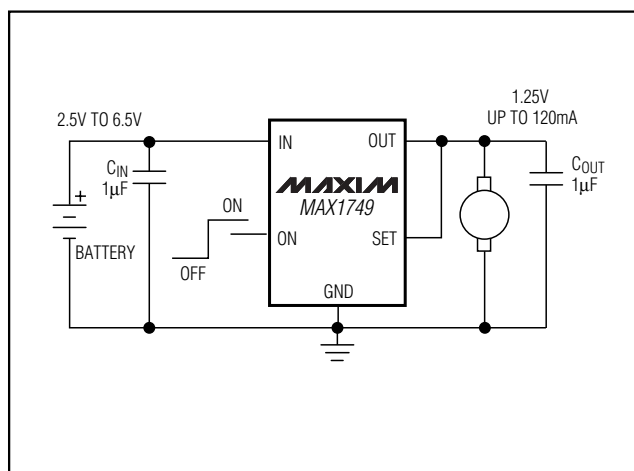 2.5V TO 6.5V
1.25V
UP TO 120mA
CIN
1μF
IN
OUT
COUT
1μF
MAXIM
MAX1749
+
BATTERY
ON
OFF
ON
SET
GND